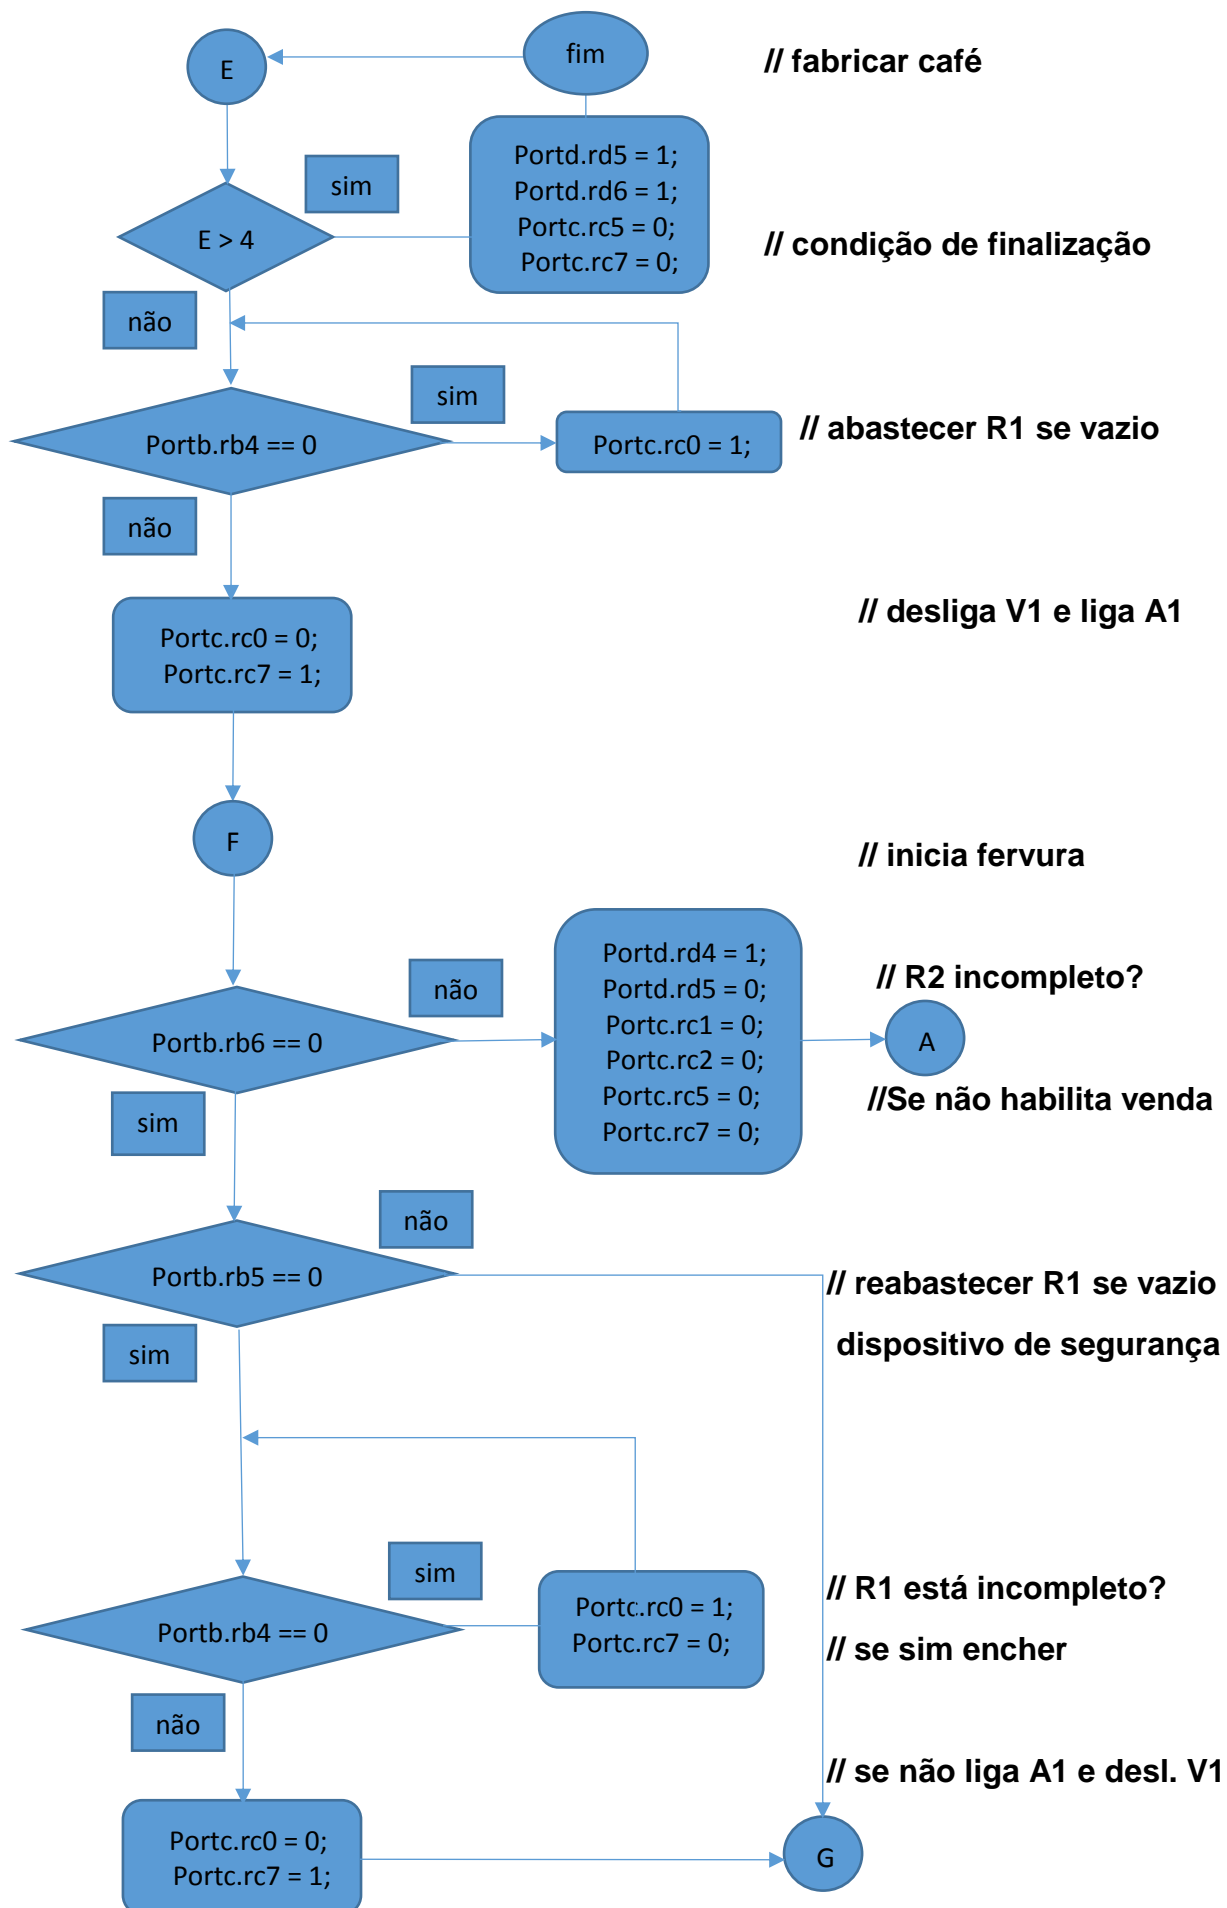 E
fim
// fabricar café
Portd.rd5 = 1;
Portd.rd6 = 1;
Portc.rc5 = 0;
Portc.rc7 = 0;
sim
E > 4
// condição de finalização
não
sim
Portb.rb4 == 0
Portc.rc0 = 1;
// abastecer R1 se vazio
não
// desliga V1 e liga A1
Portc.rc0 = 0;
Portc.rc7 = 1;
F
// inicia fervura
Portd.rd4 = 1;
Portd.rd5 = 0;
Portc.rc1 = 0;
Portc.rc2 = 0;
Portc.rc5 = 0;
Portc.rc7 = 0;
não
// R2 incompleto?
Portb.rb6 == 0
A
//Se não habilita venda
sim
não
Portb.rb5 == 0
// reabastecer R1 se vazio
dispositivo de segurança
sim
sim
Portc.rc0 = 1;
Portc.rc7 = 0;
// R1 está incompleto?
Portb.rb4 == 0
// se sim encher
não
// se não liga A1 e desl. V1
Portc.rc0 = 0;
Portc.rc7 = 1;
G